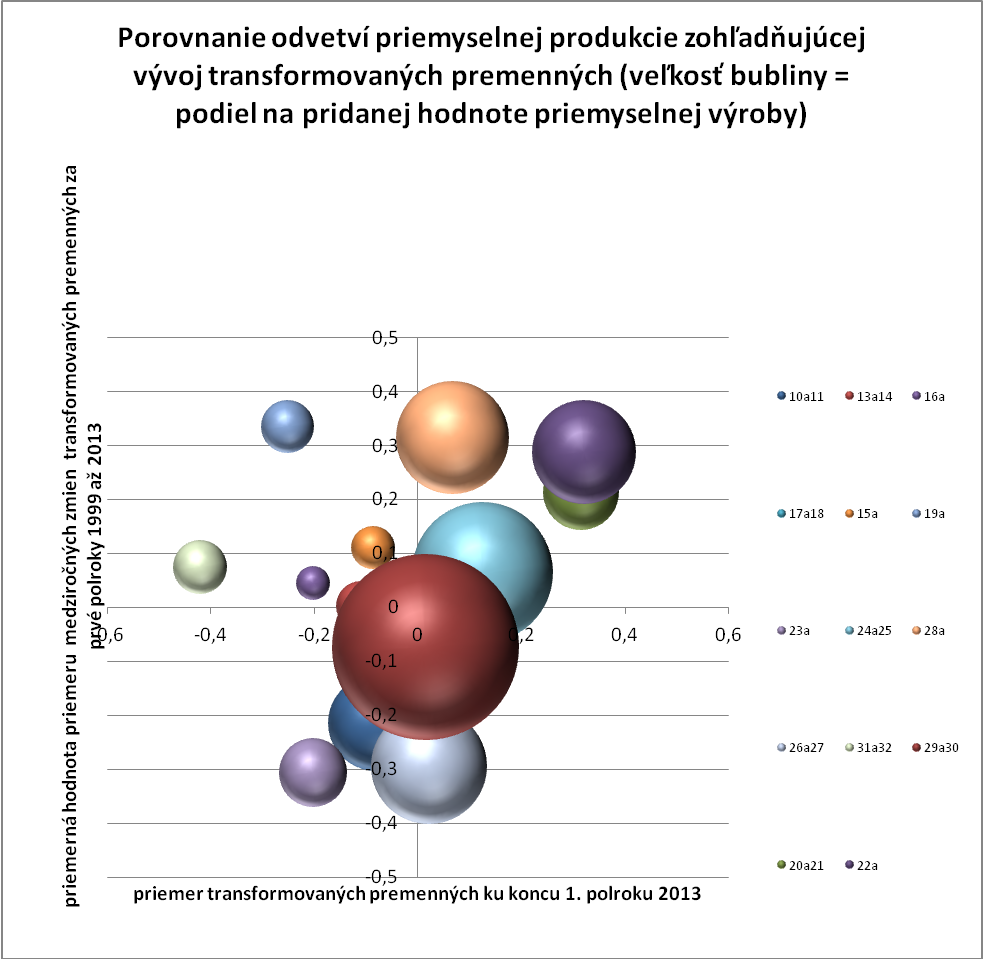 Porovnanie odvetví priemyselnej produkcie zohľadňujúcej
vývoj transformovaných premenných (veľkosť bubliny =
podiel na pridanej hodnote priemyselnej výroby)
priemerná hodnota priemeru medziročných zmien transformovaných premenných za
prvé polroky 1999 až 2013
0,5
0,4
0,3
0,2
0,1
0
-0,1
-0,2
-0,3
-0,4
-0,5
-0,6
-0,4
-0,2
0
0,2
0,4
0,6
priemer transformovaných premenných ku koncu 1. polroku 2013
10a11 13a14 16a
17a18 15a 19a
23a 24a25 28a
26a27 31a32 29a30
20a21 22a